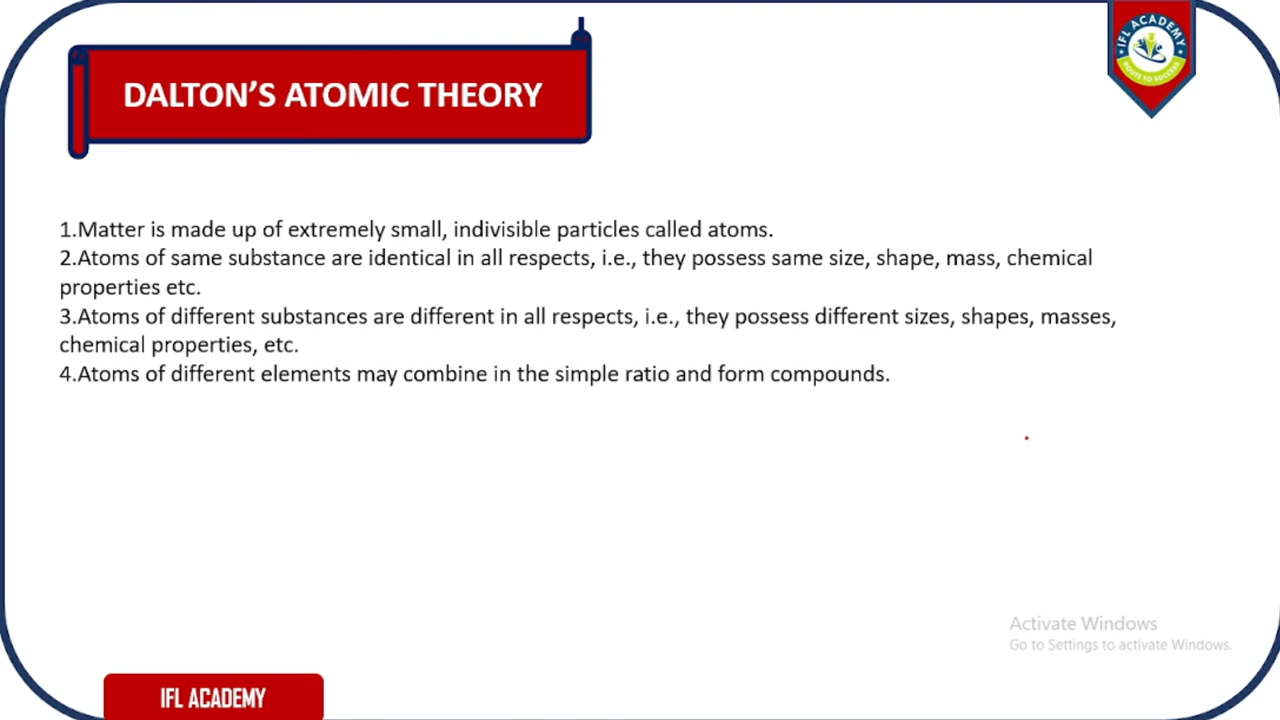 IFL ACADEMY
ROUTE TO SUCCESS
DALTON’S ATOMIC THEORY
1.Matter is made up of extremely small, indivisible particles called atoms.
2.Atoms of same substance are identical in all respects, i.e., they possess same size, shape, mass, chemical
properties etc.
3.Atoms of different substances are different in all respects, i.e., they possess different sizes, shapes, masses,
chemical properties, etc.
4.Atoms of different elements may combine in the simple ratio and form compounds.
Activate Windows
Go to Settings to activate Windows.
IFL ACADEMY